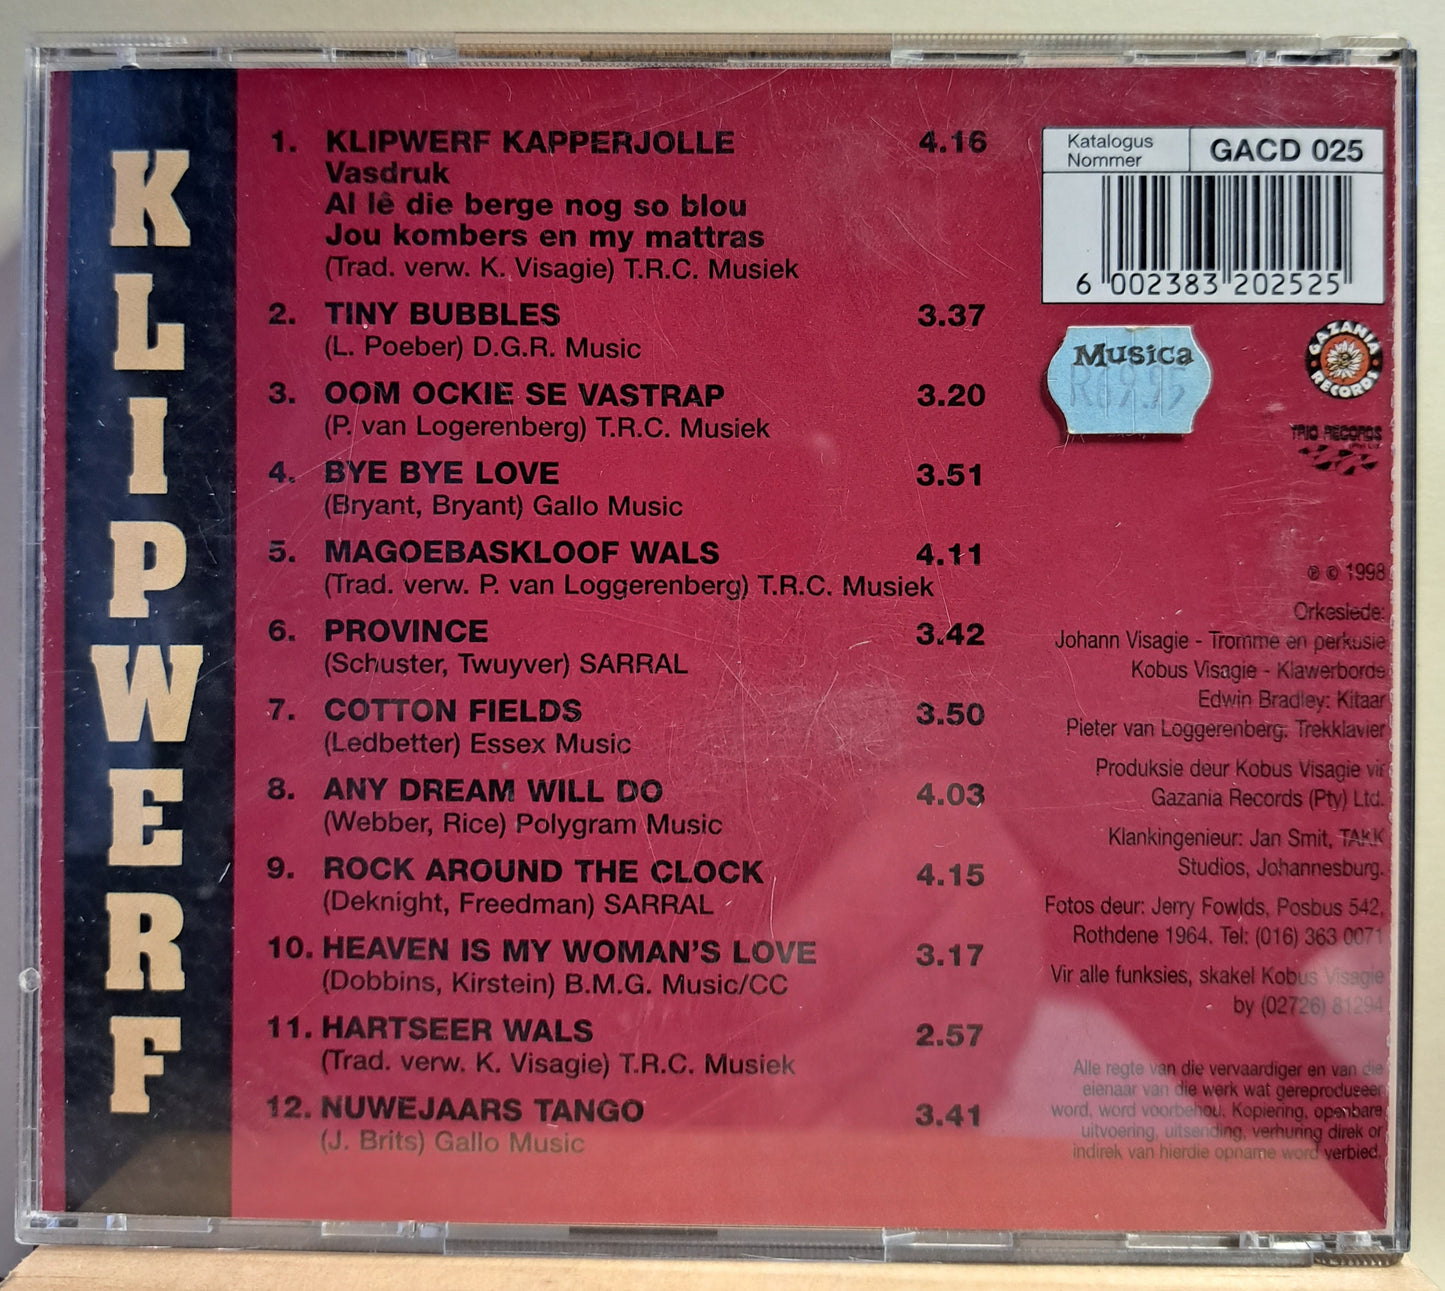 KLIPWERF
1. KLIPWERF KAPPERJOLLE 4.16
Vasdruk
Al lê die berge nog so blou
Jou kombers en my mattras
(Trad. verw. K. Visagie) T.R.C. Musiek
2. TINY BUBBLES 3.37
(L. Poeber) D.G.R. Music
3. OOM OCKIE SE VASTRAP 3.20
(P. van Logerenberg) T.R.C. Musiek
4. BYE BYE LOVE 3.51
(Bryant, Bryant) Gallo Music
5. MAGOEBASKLOOF WALS 4.11
(Trad. verw. P. van Loggerenberg) T.R.C. Musiek
6. PROVINCE 3.42
(Schuster, Twuyver) SARRAL
7. COTTON FIELDS 3.50
(Ledbetter) Essex Music
8. ANY DREAM WILL DO 4.03
(Webber, Rice) Polygram Music
9. ROCK AROUND THE CLOCK 4.15
(Deknight, Freedman) SARRAL
10. HEAVEN IS MY WOMAN'S LOVE 3.17
(Dobbins, Kirstein) B.M.G. Music/CC
11. HARTSEER WALS 2.57
(Trad. verw. K. Visagie) T.R.C. Musiek
12. NUWEJAARS TANGO 3.41
(J. Brits) Gallo Music
Katalogus
Nommer
GACD 025
6 002383 202525
Musica
R69.95
GAZANIA RECORDS
TRIO RECORDS
℗ © 1998
Orkeslede:
Johann Visagie - Tromme en perkusie
Kobus Visagie - Klawerborde
Edwin Bradley: Kitaar
Pieter van Loggerenberg: Trekklavier
Produksie deur Kobus Visagie vir
Gazania Records (Pty) Ltd.
Klankingenieur: Jan Smit, TAKK
Studios, Johannesburg.
Fotos deur: Jerry Fowlds, Posbus 542,
Rothdene 1964. Tel: (016) 363 0071
Vir alle funksies, skakel Kobus Visagie
by (02726) 81294
Alle regte van die vervaardiger en van die
eienaar van die werk wat gereproduseer
word, word voorbehou. Kopiering, openbare
uitvoering, uitsending, verhuring direk or
indirek van hierdie opname word verbied.